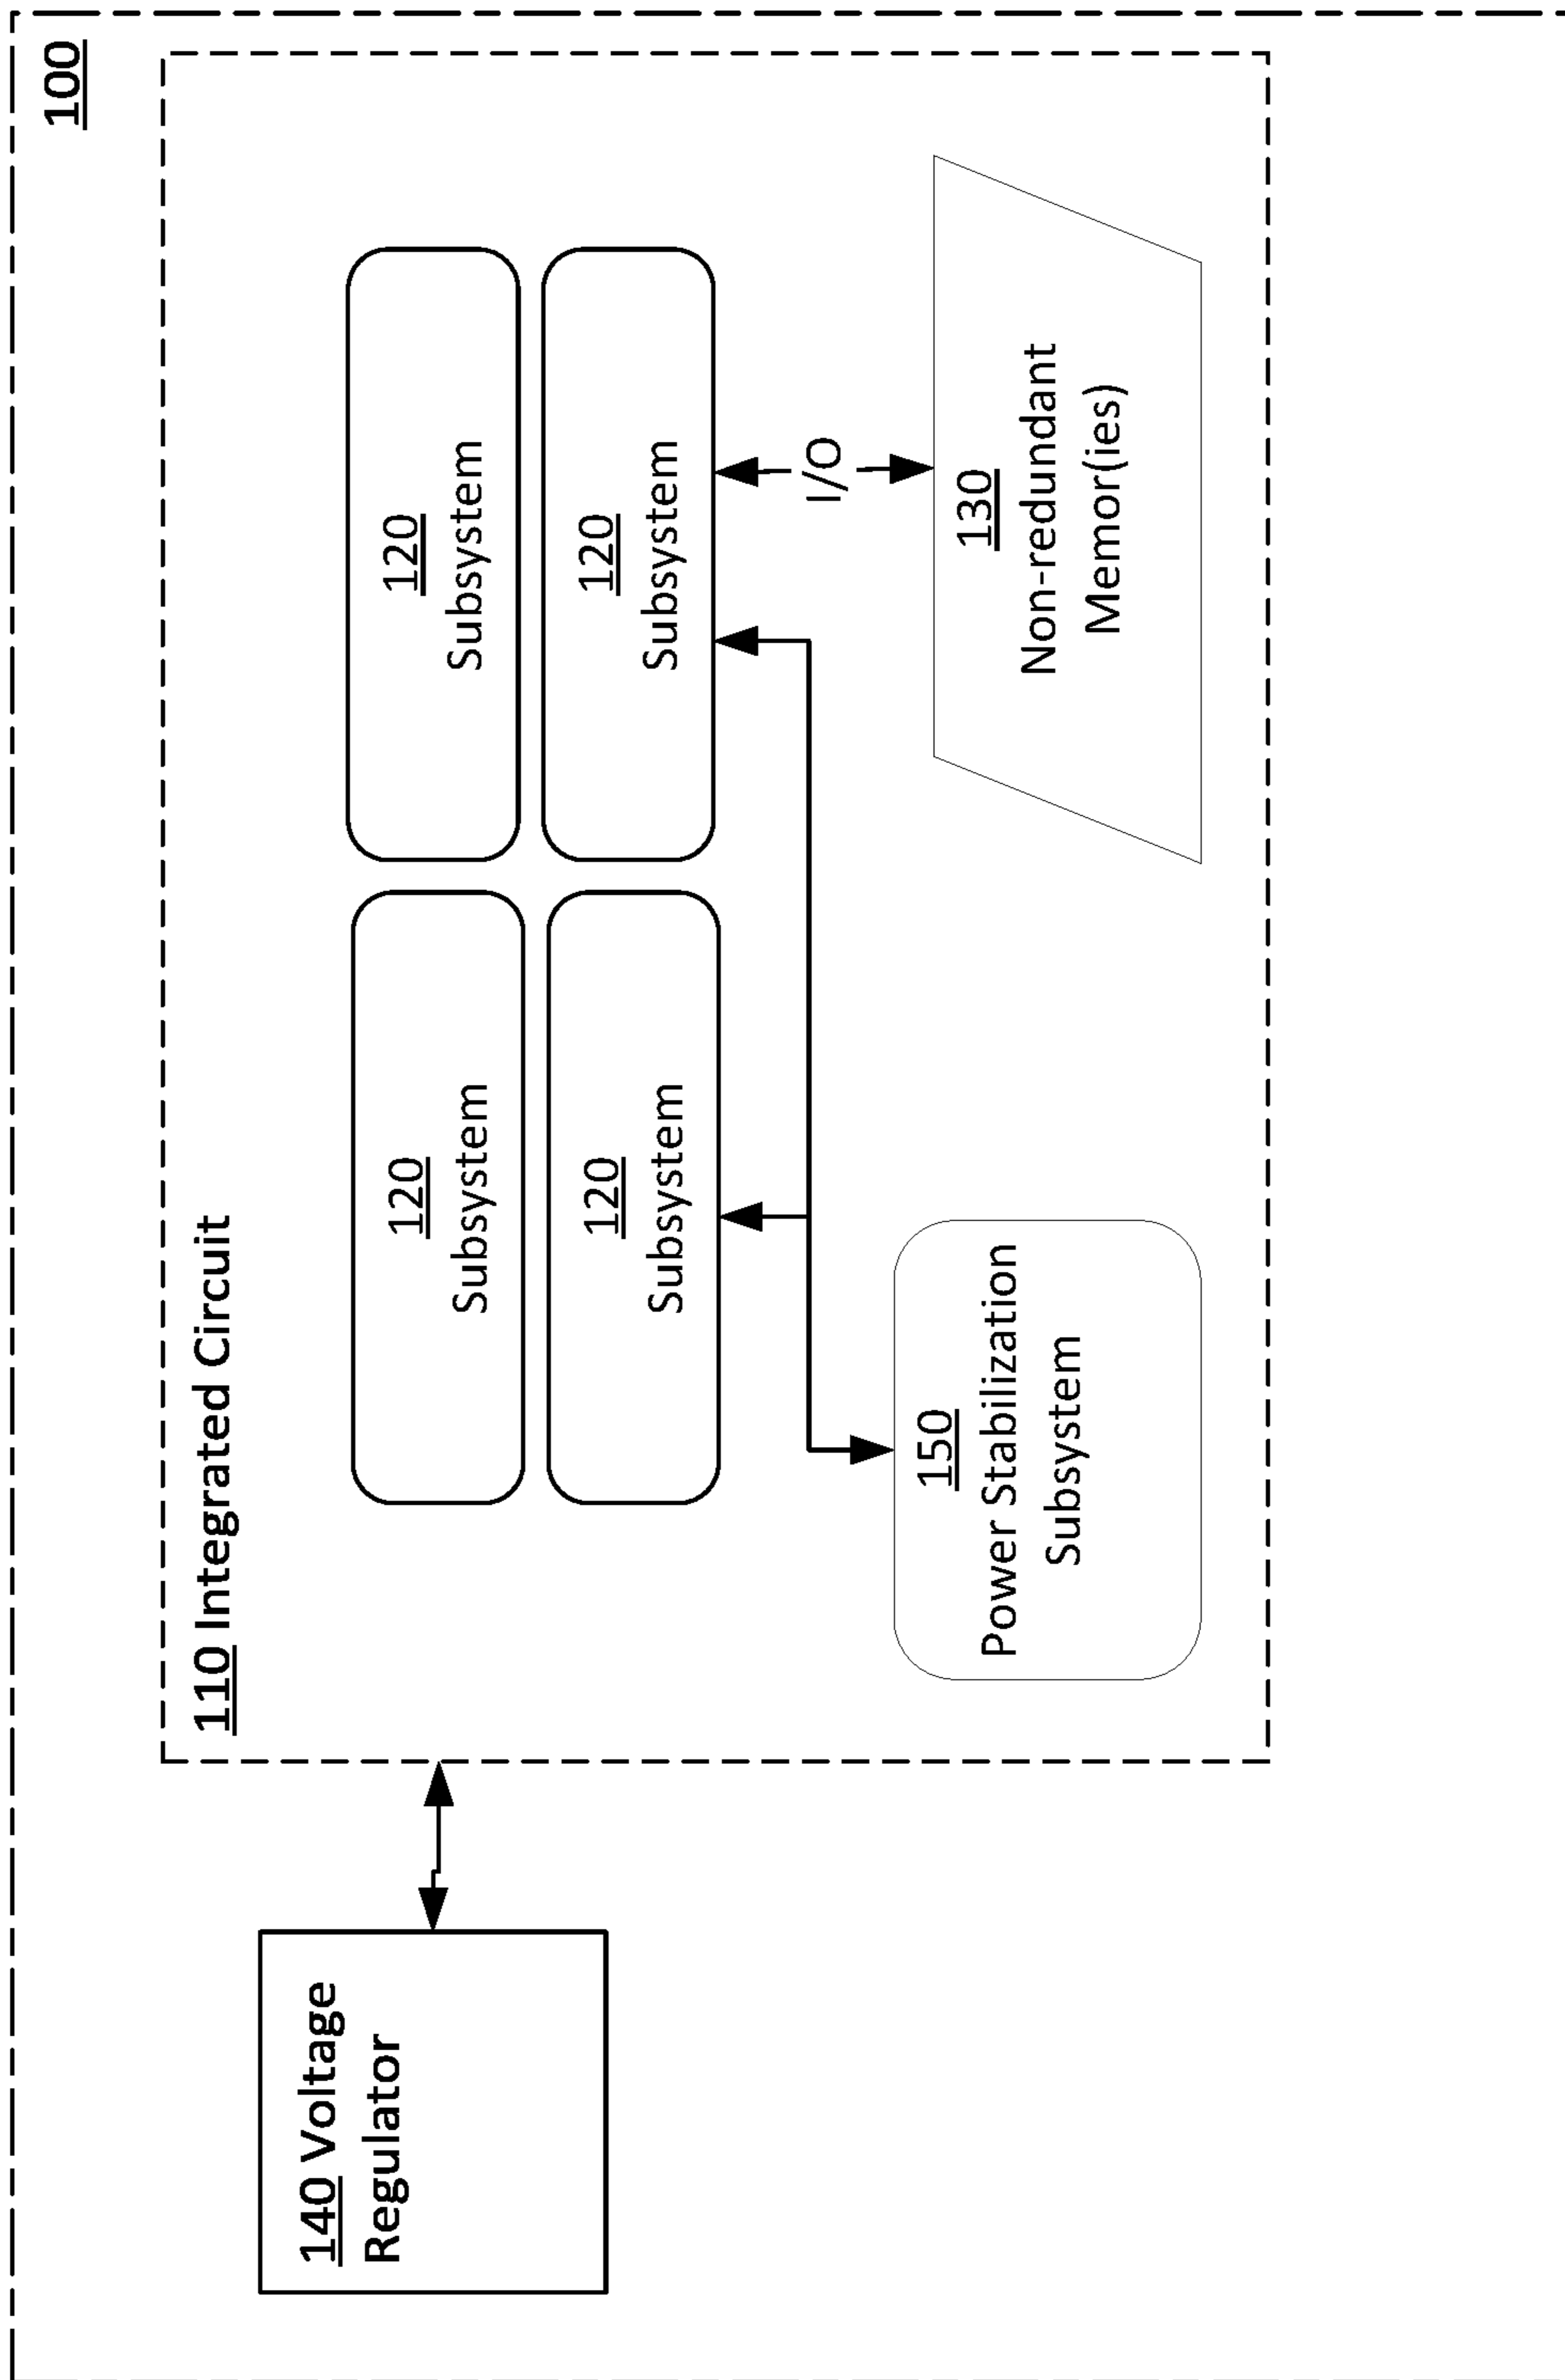 100
110 Integrated Circuit
140 Voltage
Regulator
120
Subsystem
120
Subsystem
120
Subsystem
120
Subsystem
I/O
150
Power Stabilization
Subsystem
130
Non-redundant
Memor(ies)